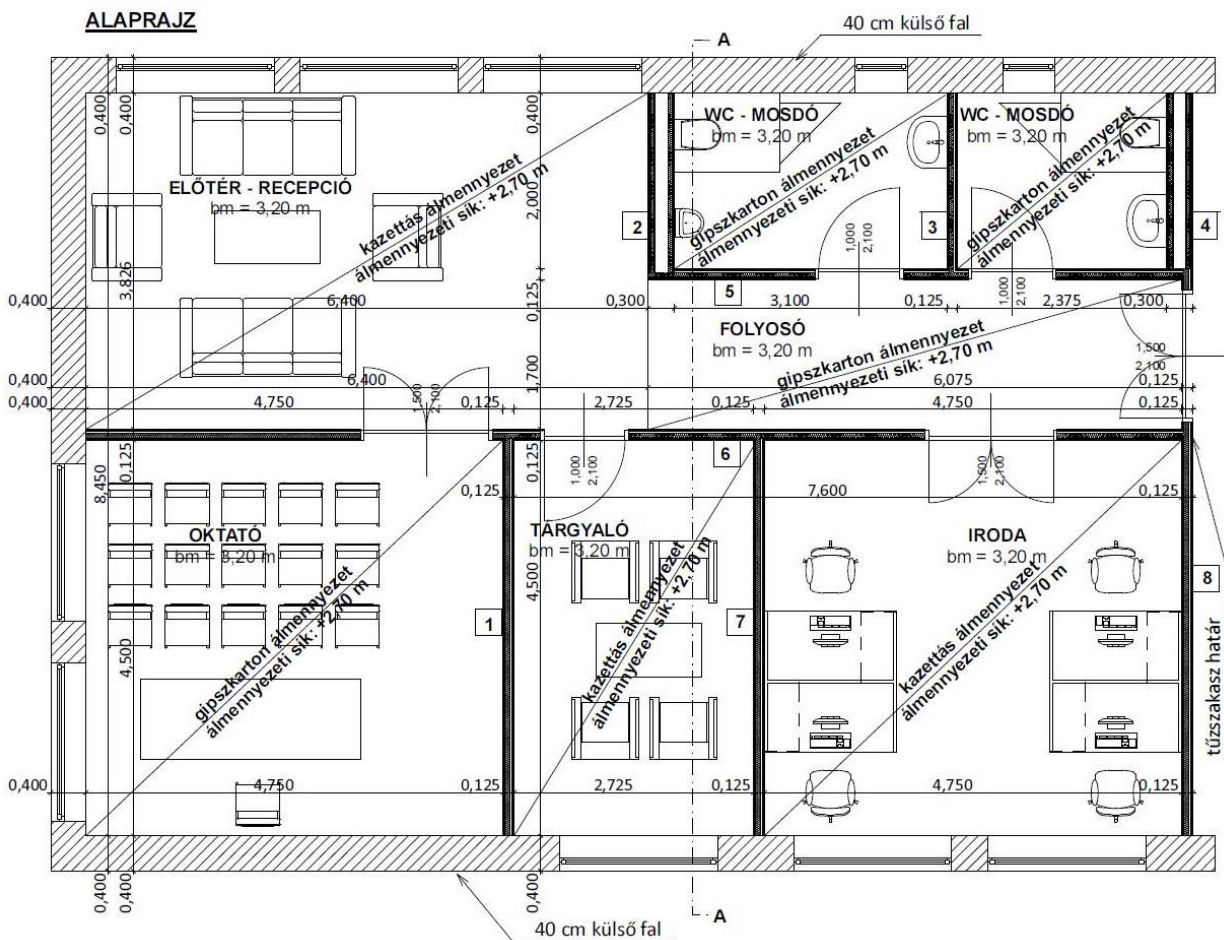 ALAPRAJZ
A
40 cm külső fal
0,400
0,400
0,400
WC - MOSDÓ
bm = 3,20 m
WC - MOSDÓ
bm = 3,20 m
ELŐTÉR - RECEPCIÓ
bm = 3,20 m
kazettás álmennyezet
álmennyezeti sík: +2,70 m
gipszkarton álmennyezet
álmennyezeti sík: +2,70 m
gipszkarton álmennyezet
álmennyezeti sík: +2,70 m
2,000
2
3
4
1,000
2,100
1,000
2,100
3,826
0,125
5
0,400
6,400
0,300
3,100
0,125
2,375
0,300
FOLYOSÓ
bm = 3,20 m
gipszkarton álmennyezet
álmennyezeti sík: +2,70 m
1,500
2,100
1,700
0,400
6,400
6,075
0,125
0,400
4,750
1,500
2,100
0,125
2,725
0,125
4,750
0,125
8,450
0,125
0,125
0,125
1,000
2,100
6
7,600
1,500
2,100
0,125
OKTATÓ
bm = 3,20 m
TÁRGYALÓ
bm = 3,20 m
IRODA
bm = 3,20 m
gipszkarton álmennyezet
álmennyezeti sík: +2,70 m
kazettás álmennyezet
álmennyezeti sík: +2,70 m
kazettás álmennyezet
álmennyezeti sík: +2,70 m
4,500
4,500
1
7
8
tűzszakasz határ
0,400
4,750
0,125
2,725
0,125
4,750
0,125
0,400
0,400
0,400
A
40 cm külső fal